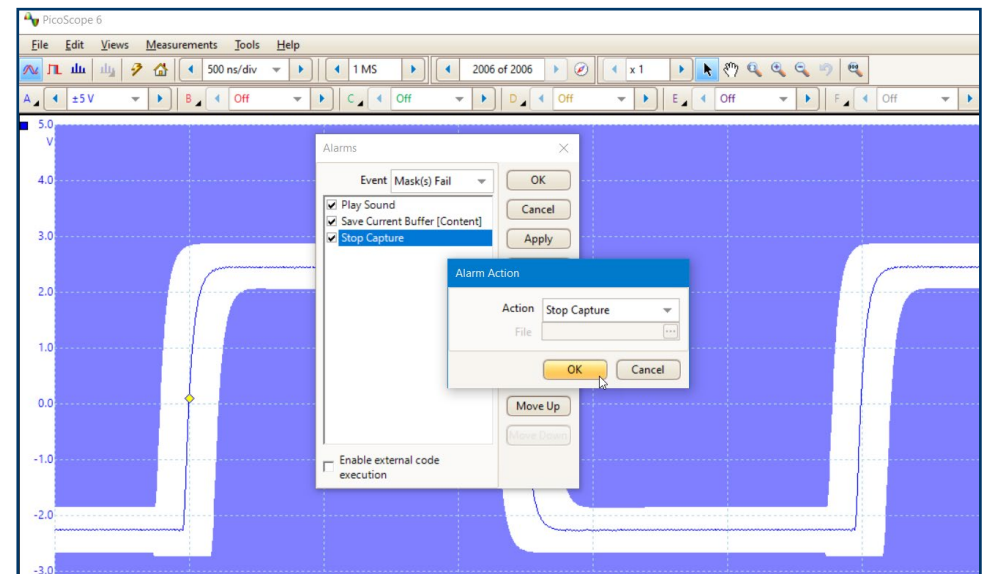 PicoScope 6
File Edit Views Measurements Tools Help
500 ns/div 1 MS 2006 of 2006 x 1
A ±5 V B Off C Off D Off E Off F Off
5.0
V
4.0
3.0
2.0
1.0
0.0
-1.0
-2.0
-3.0
Alarms
Event Mask(s) Fail OK
Play Sound
Save Current Buffer [Content] Cancel
Stop Capture Apply
Move Up
Move Down
Enable external code
execution
Alarm Action
Action Stop Capture
File ...
OK Cancel